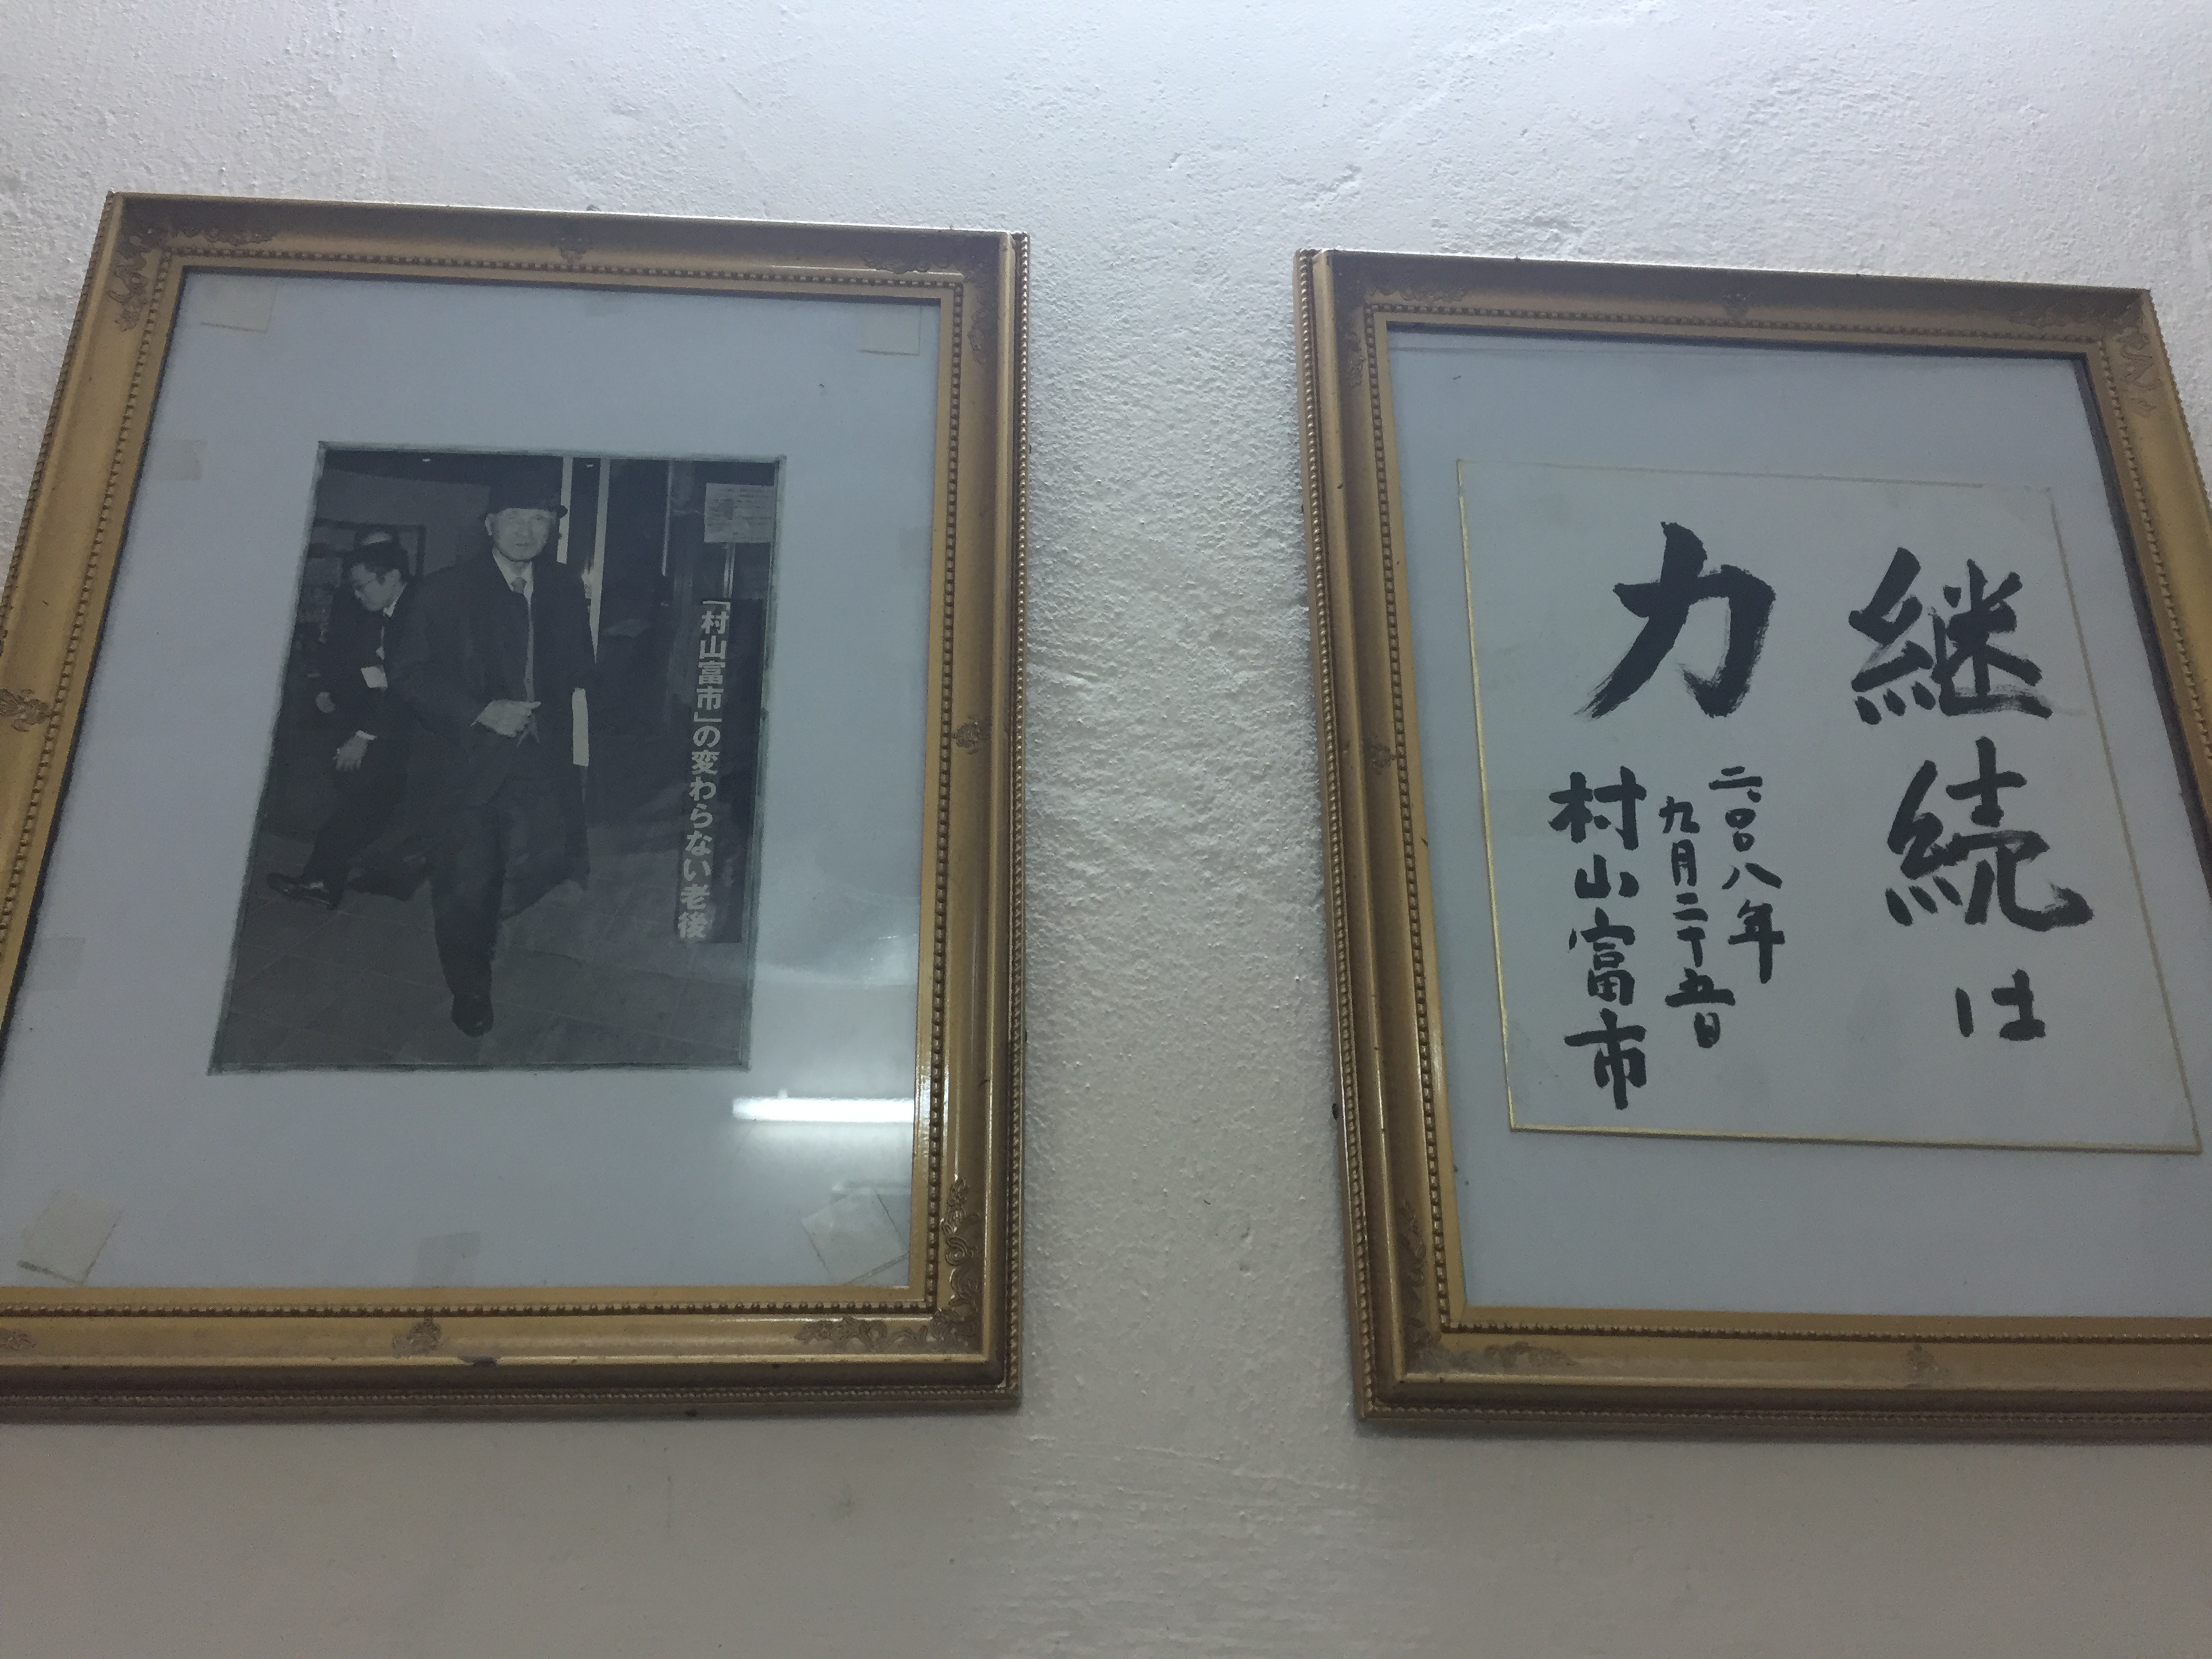 「村山富市」の変わらない老後
継続は
力
二〇〇八年
九月二十五日
村山富市